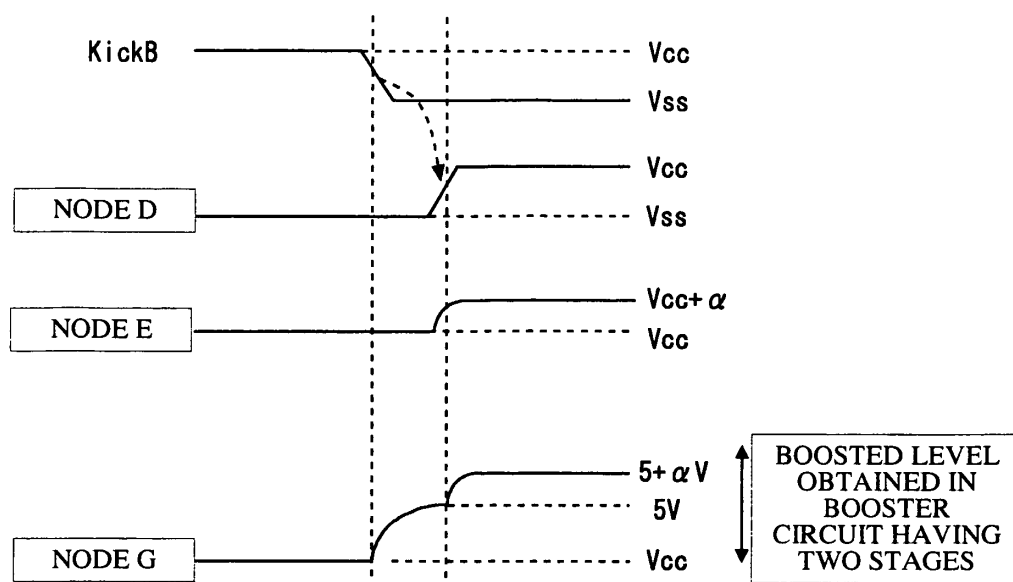 KickB
Vcc
Vss
Vcc
NODE D
Vss
Vcc+α
NODE E
Vcc
5+αV
5V
NODE G
Vcc
BOOSTED LEVEL
OBTAINED IN
BOOSTER
CIRCUIT HAVING
TWO STAGES